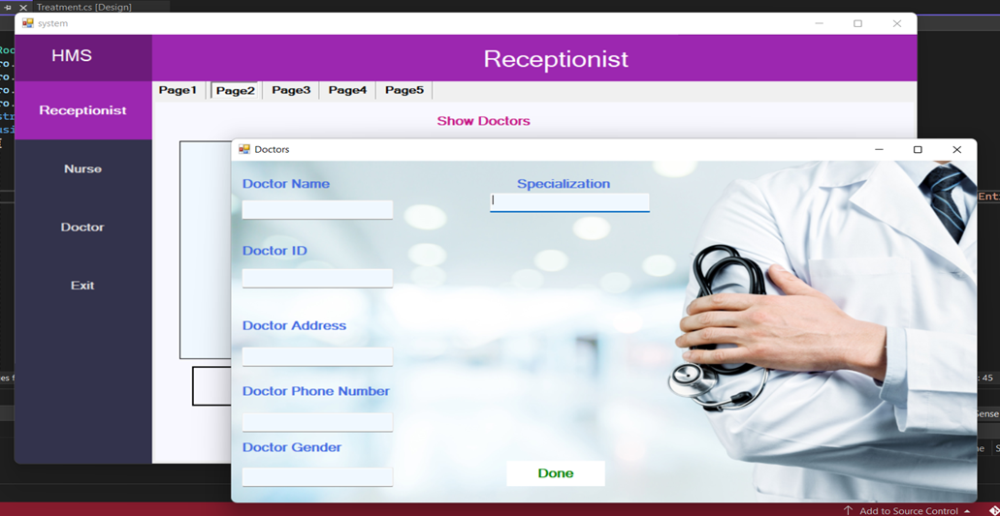 Treatment.cs [Design]
system
HMS
Receptionist
Receptionist
Nurse
Doctor
Exit
Page1
Page2
Page3
Page4
Page5
Show Doctors
Doctors
Doctor Name
Specialization
Doctor ID
Doctor Address
Doctor Phone Number
Doctor Gender
Done
: 45
Add to Source Control